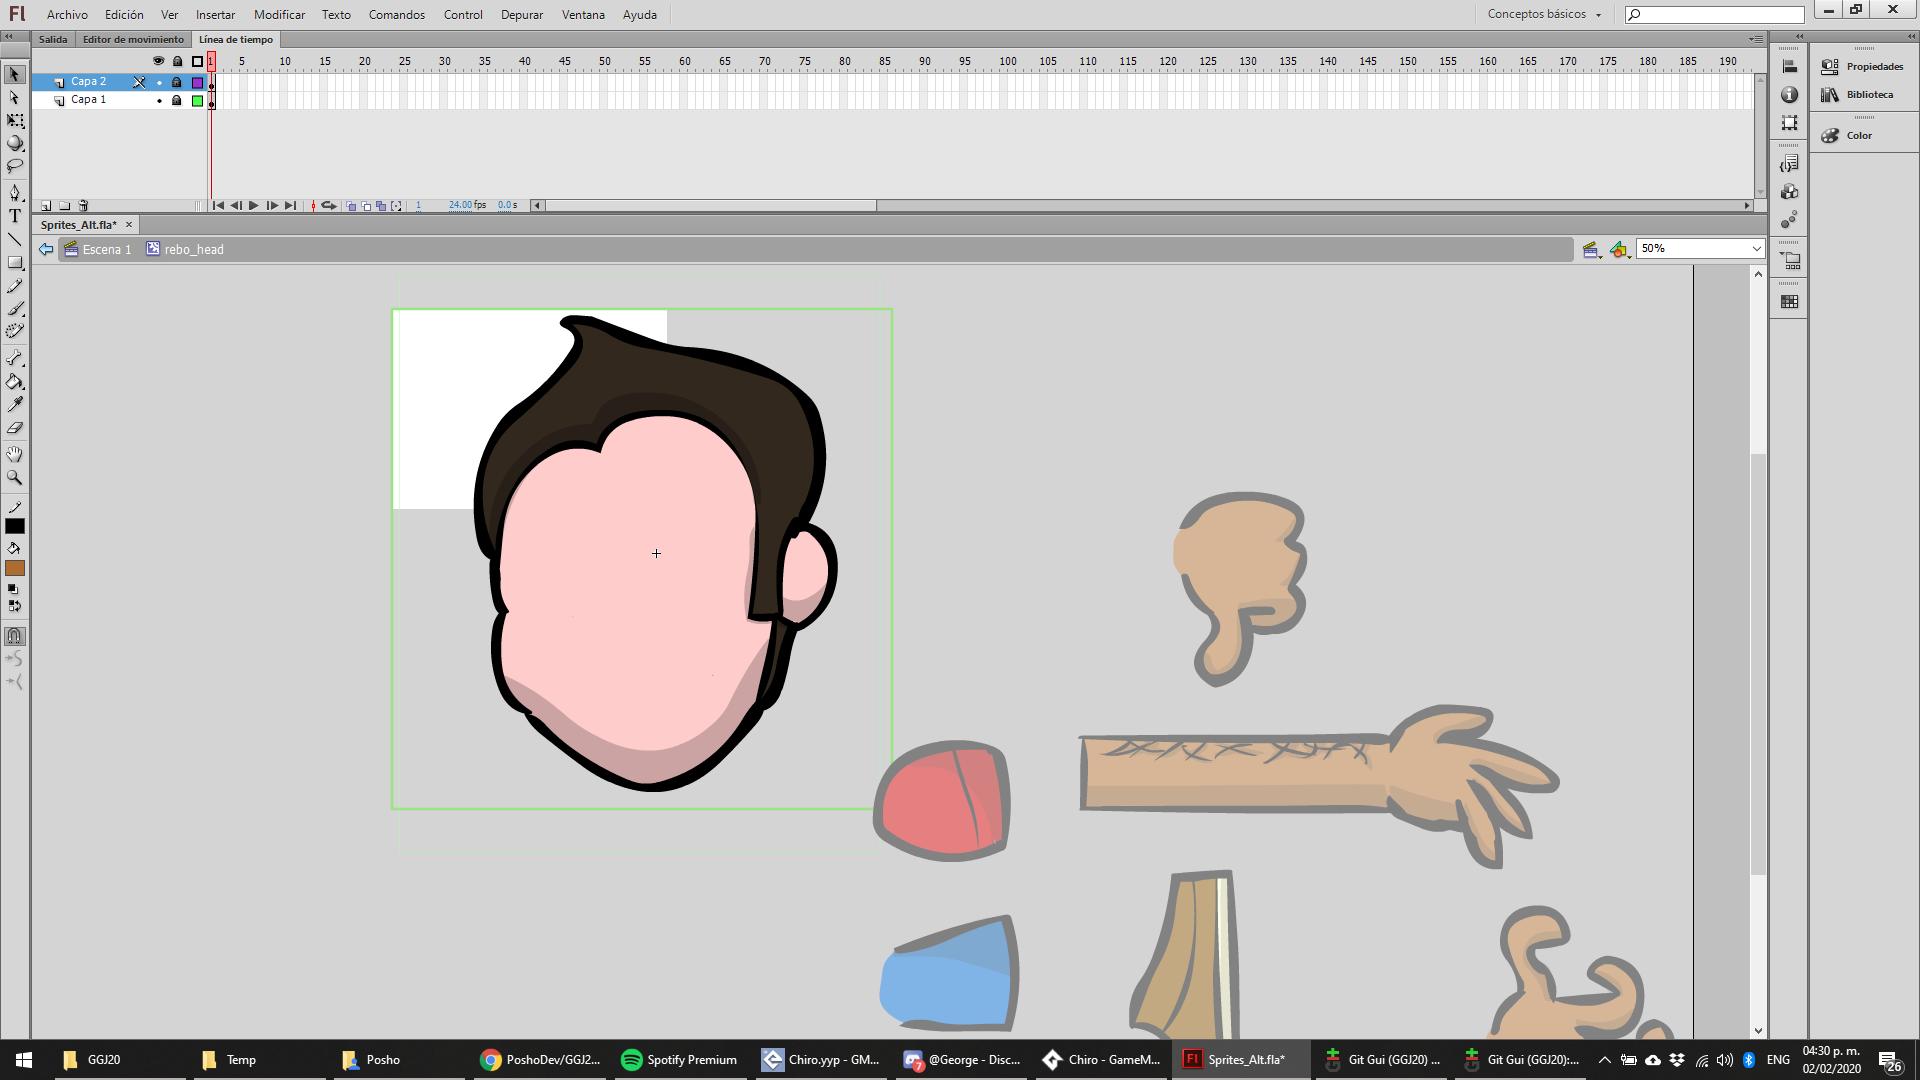 Fl Archivo Edición Ver Insertar Modificar Texto Comandos Control Depurar Ventana Ayuda Conceptos básicos
Salida Editor de movimiento Línea de tiempo
1 5 10 15 20 25 30 35 40 45 50 55 60 65 70 75 80 85 90 95 100 105 110 115 120 125 130 135 140 145 150 155 160 165 170 175 180 185 190
Capa 2
Capa 1
1 24.00 fps 0.0 s
Sprites_Alt.fla*
Escena 1 rebo_head 50%
Propiedades
Biblioteca
Color
T
GGJ20 Temp Posho PoshoDev/GGJ2... Spotify Premium Chiro.yyp - GM... 7 @George - Disc... Chiro - GameM... Fl Sprites_Alt.fla* Git Gui (GGJ20) ... Git Gui (GGJ20):... ENG 04:30 p. m.
02/02/2020 26